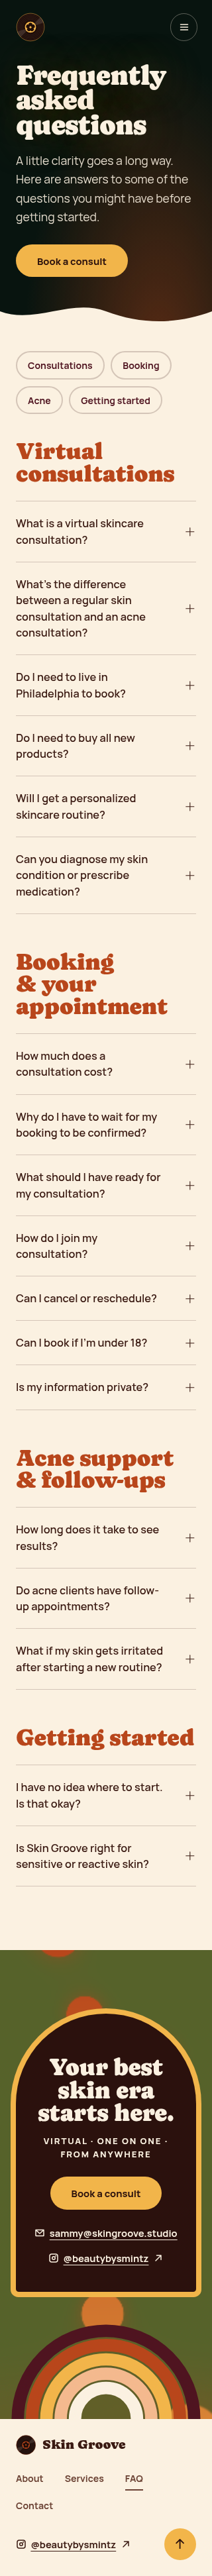 Frequently
asked
questions
A little clarity goes a long way.
Here are answers to some of the
questions you might have before
getting started.
Book a consult
Consultations
Booking
Acne
Getting started
Virtual
consultations
What is a virtual skincare
consultation?
What's the difference
between a regular skin
consultation and an acne
consultation?
Do I need to live in
Philadelphia to book?
Do I need to buy all new
products?
Will I get a personalized
skincare routine?
Can you diagnose my skin
condition or prescribe
medication?
Booking
& your
appointment
How much does a
consultation cost?
Why do I have to wait for my
booking to be confirmed?
What should I have ready for
my consultation?
How do I join my
consultation?
Can I cancel or reschedule?
Can I book if I'm under 18?
Is my information private?
Acne support
& follow-ups
How long does it take to see
results?
Do acne clients have follow-
up appointments?
What if my skin gets irritated
after starting a new routine?
Getting started
I have no idea where to start.
Is that okay?
Is Skin Groove right for
sensitive or reactive skin?
Your best
skin era
starts here.
VIRTUAL · ONE ON ONE ·
FROM ANYWHERE
Book a consult
sammy@skingroove.studio
@beautybysmintz
Skin Groove
About
Services
FAQ
Contact
@beautybysmintz